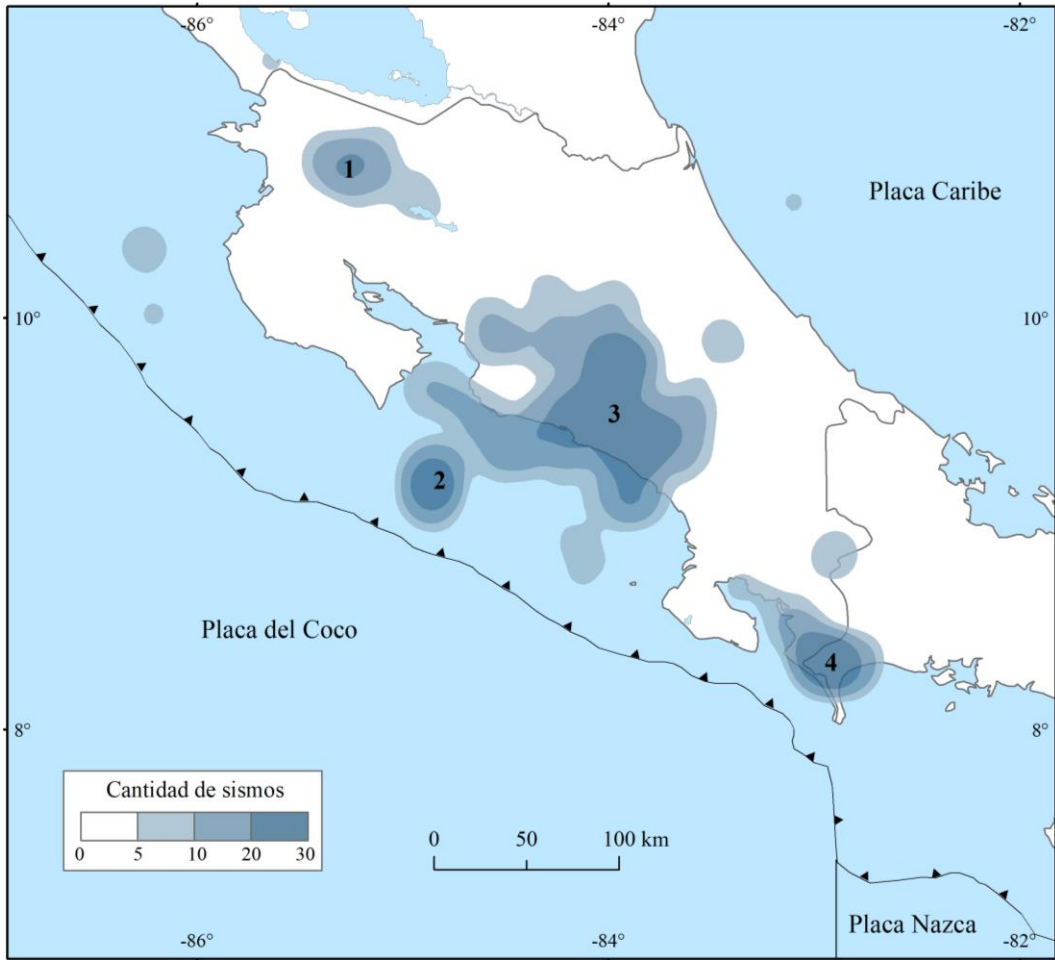 -86° -84° -82°
1
Placa Caribe
10° 10°
3
2
Placa del Coco
4
8° 8°
Cantidad de sismos
0 5 10 20 30
0 50 100 km
Placa Nazca
-86° -84° -82°